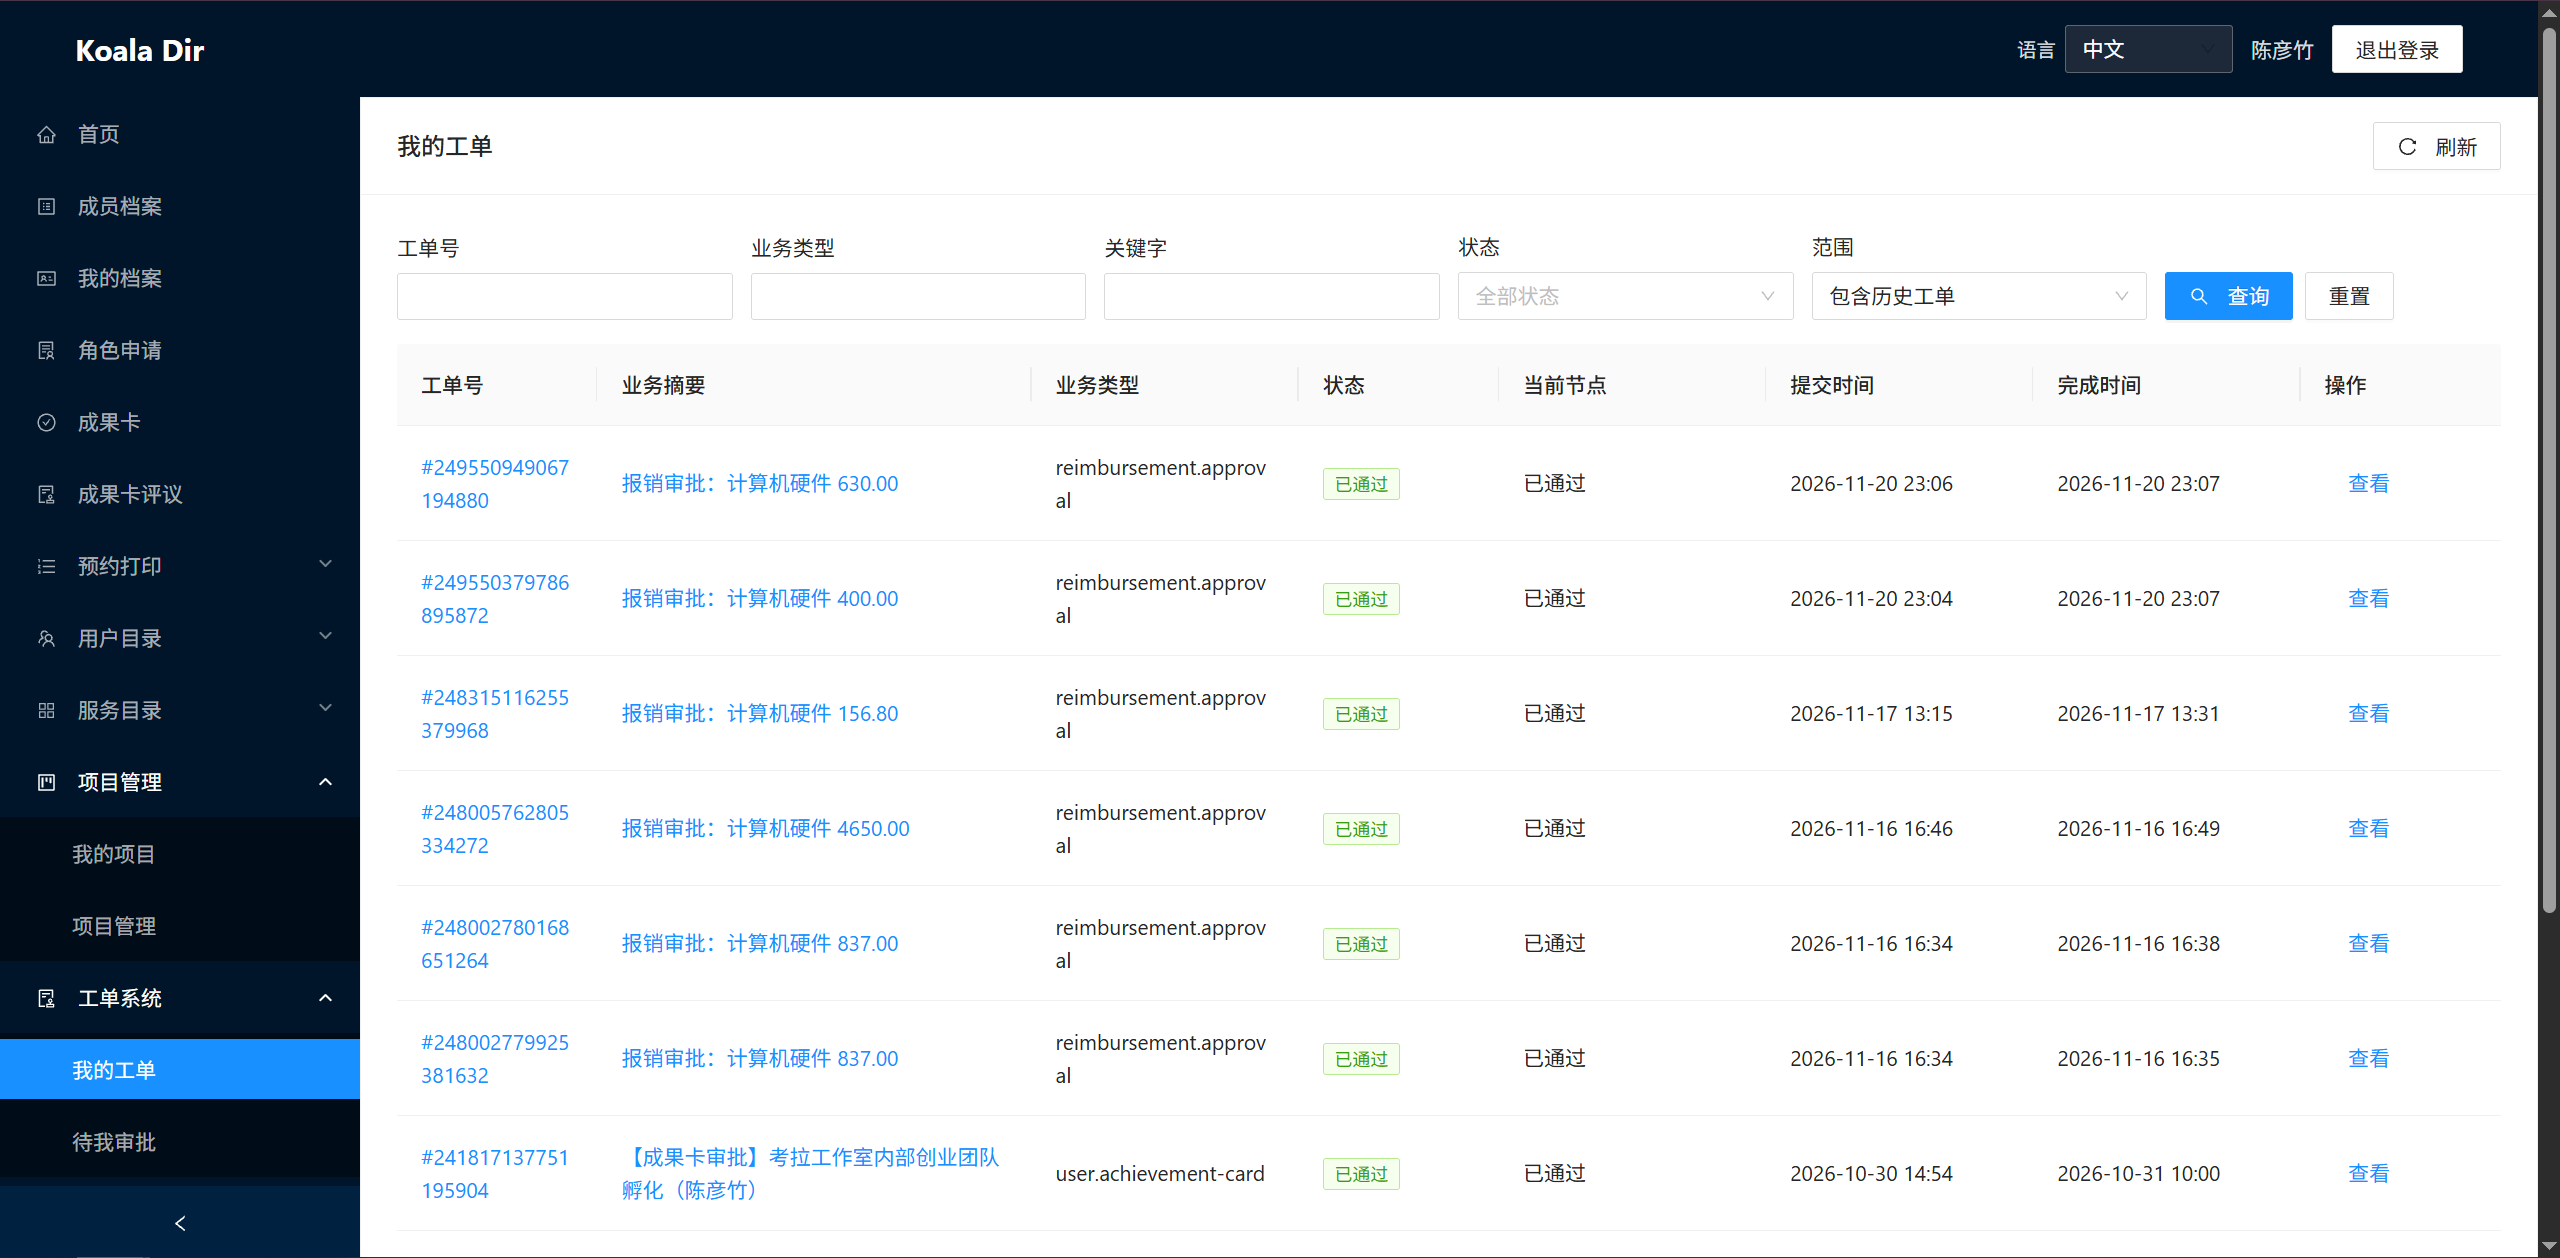 Koala Dir
语言
中文
陈彦竹
退出登录
首页
成员档案
我的档案
角色申请
成果卡
成果卡评议
预约打印
用户目录
服务目录
项目管理
我的项目
项目管理
工单系统
我的工单
待我审批
我的工单
刷新
工单号
业务类型
关键字
状态
范围
全部状态
包含历史工单
查询
重置
工单号 业务摘要 业务类型 状态 当前节点 提交时间 完成时间 操作
#249550949067
194880
报销审批：计算机硬件 630.00
reimbursement.approv
al
已通过
已通过
2026-11-20 23:06
2026-11-20 23:07
查看
#249550379786
895872
报销审批：计算机硬件 400.00
reimbursement.approv
al
已通过
已通过
2026-11-20 23:04
2026-11-20 23:07
查看
#248315116255
379968
报销审批：计算机硬件 156.80
reimbursement.approv
al
已通过
已通过
2026-11-17 13:15
2026-11-17 13:31
查看
#248005762805
334272
报销审批：计算机硬件 4650.00
reimbursement.approv
al
已通过
已通过
2026-11-16 16:46
2026-11-16 16:49
查看
#248002780168
651264
报销审批：计算机硬件 837.00
reimbursement.approv
al
已通过
已通过
2026-11-16 16:34
2026-11-16 16:38
查看
#248002779925
381632
报销审批：计算机硬件 837.00
reimbursement.approv
al
已通过
已通过
2026-11-16 16:34
2026-11-16 16:35
查看
#241817137751
195904
【成果卡审批】考拉工作室内部创业团队
孵化（陈彦竹）
user.achievement-card
已通过
已通过
2026-10-30 14:54
2026-10-31 10:00
查看